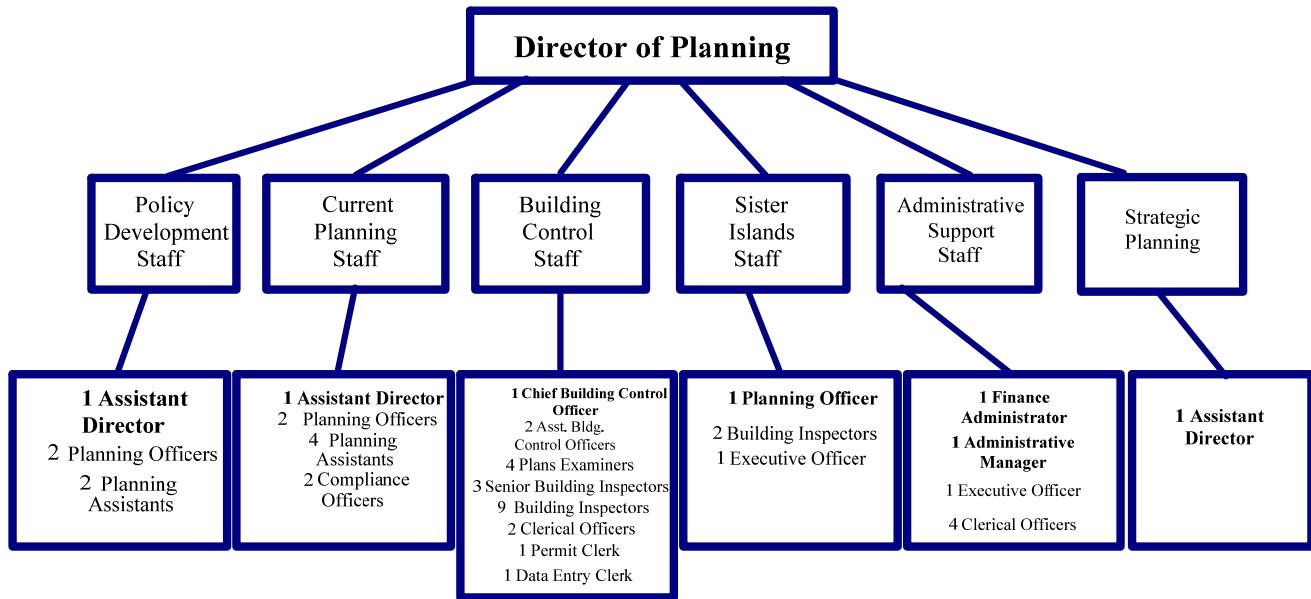 Director of Planning
Policy
Development
Staff
Current
Planning
Staff
Building
Control
Staff
Sister
Islands
Staff
Administrative
Support
Staff
Strategic
Planning
1 Assistant
Director
2 Planning Officers
2 Planning
Assistants
1 Assistant Director
2 Planning Officers
4 Planning
Assistants
2 Compliance
Officers
1 Chief Building Control
Officer
2 Asst. Bldg.
Control Officers
4 Plans Examiners
3 Senior Building Inspectors
9 Building Inspectors
2 Clerical Officers
1 Permit Clerk
1 Data Entry Clerk
1 Planning Officer
2 Building Inspectors
1 Executive Officer
1 Finance
Administrator
1 Administrative
Manager
1 Executive Officer
4 Clerical Officers
1 Assistant
Director